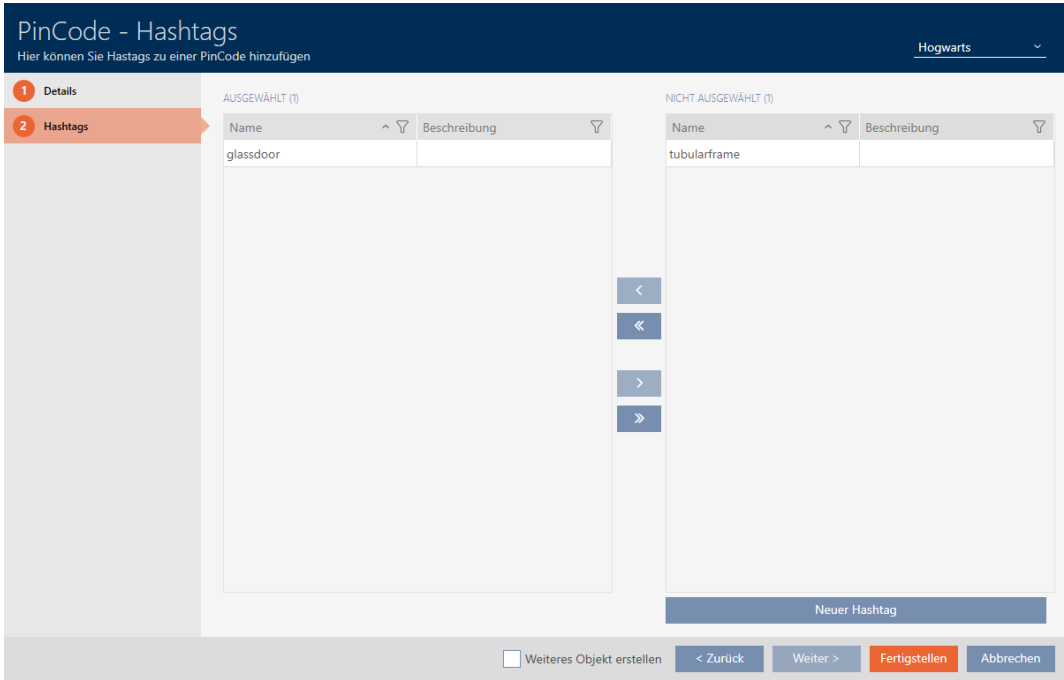 PinCode - Hashtags
Hier können Sie Hastags zu einer PinCode hinzufügen
Hogwarts
1 Details
2 Hashtags
AUSGEWÄHLT (1)
Name Beschreibung
glassdoor
NICHT AUSGEWÄHLT (1)
Name Beschreibung
tubularframe
Neuer Hashtag
Weiteres Objekt erstellen < Zurück Weiter > Fertigstellen Abbrechen